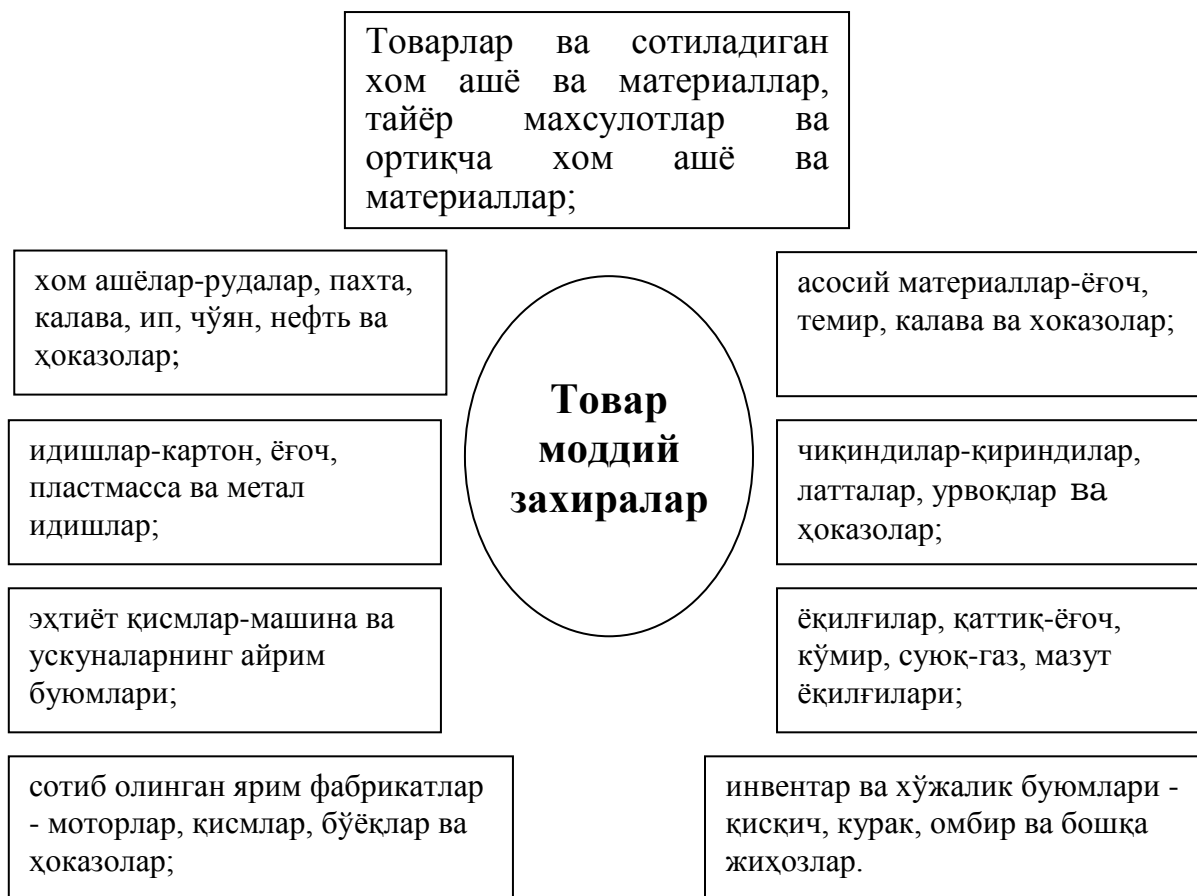 Товарлар ва сотиладиган
хом ашё ва материаллар,
тайёр махсулотлар ва
ортиқча хом ашё ва
материаллар;
хом ашёлар-рудалар, пахта,
калава, ип, чўян, нефть ва
ҳоказолар;
асосий материаллар-ёғоч,
темир, калава ва хоказолар;
Товар
моддий
захиралар
идишлар-картон, ёғоч,
пластмасса ва метал
идишлар;
чиқиндилар-қириндилар,
латталар, урвоқлар ва
ҳоказолар;
эҳтиёт қисмлар-машина ва
ускуналарнинг айрим
буюмлари;
ёқилғилар, қаттиқ-ёғоч,
кўмир, суюқ-газ, мазут
ёқилғилари;
сотиб олинган ярим фабрикатлар
- моторлар, қисмлар, бўёқлар ва
ҳоказолар;
инвентар ва хўжалик буюмлари -
қисқич, курак, омбир ва бошқа
жиҳозлар.